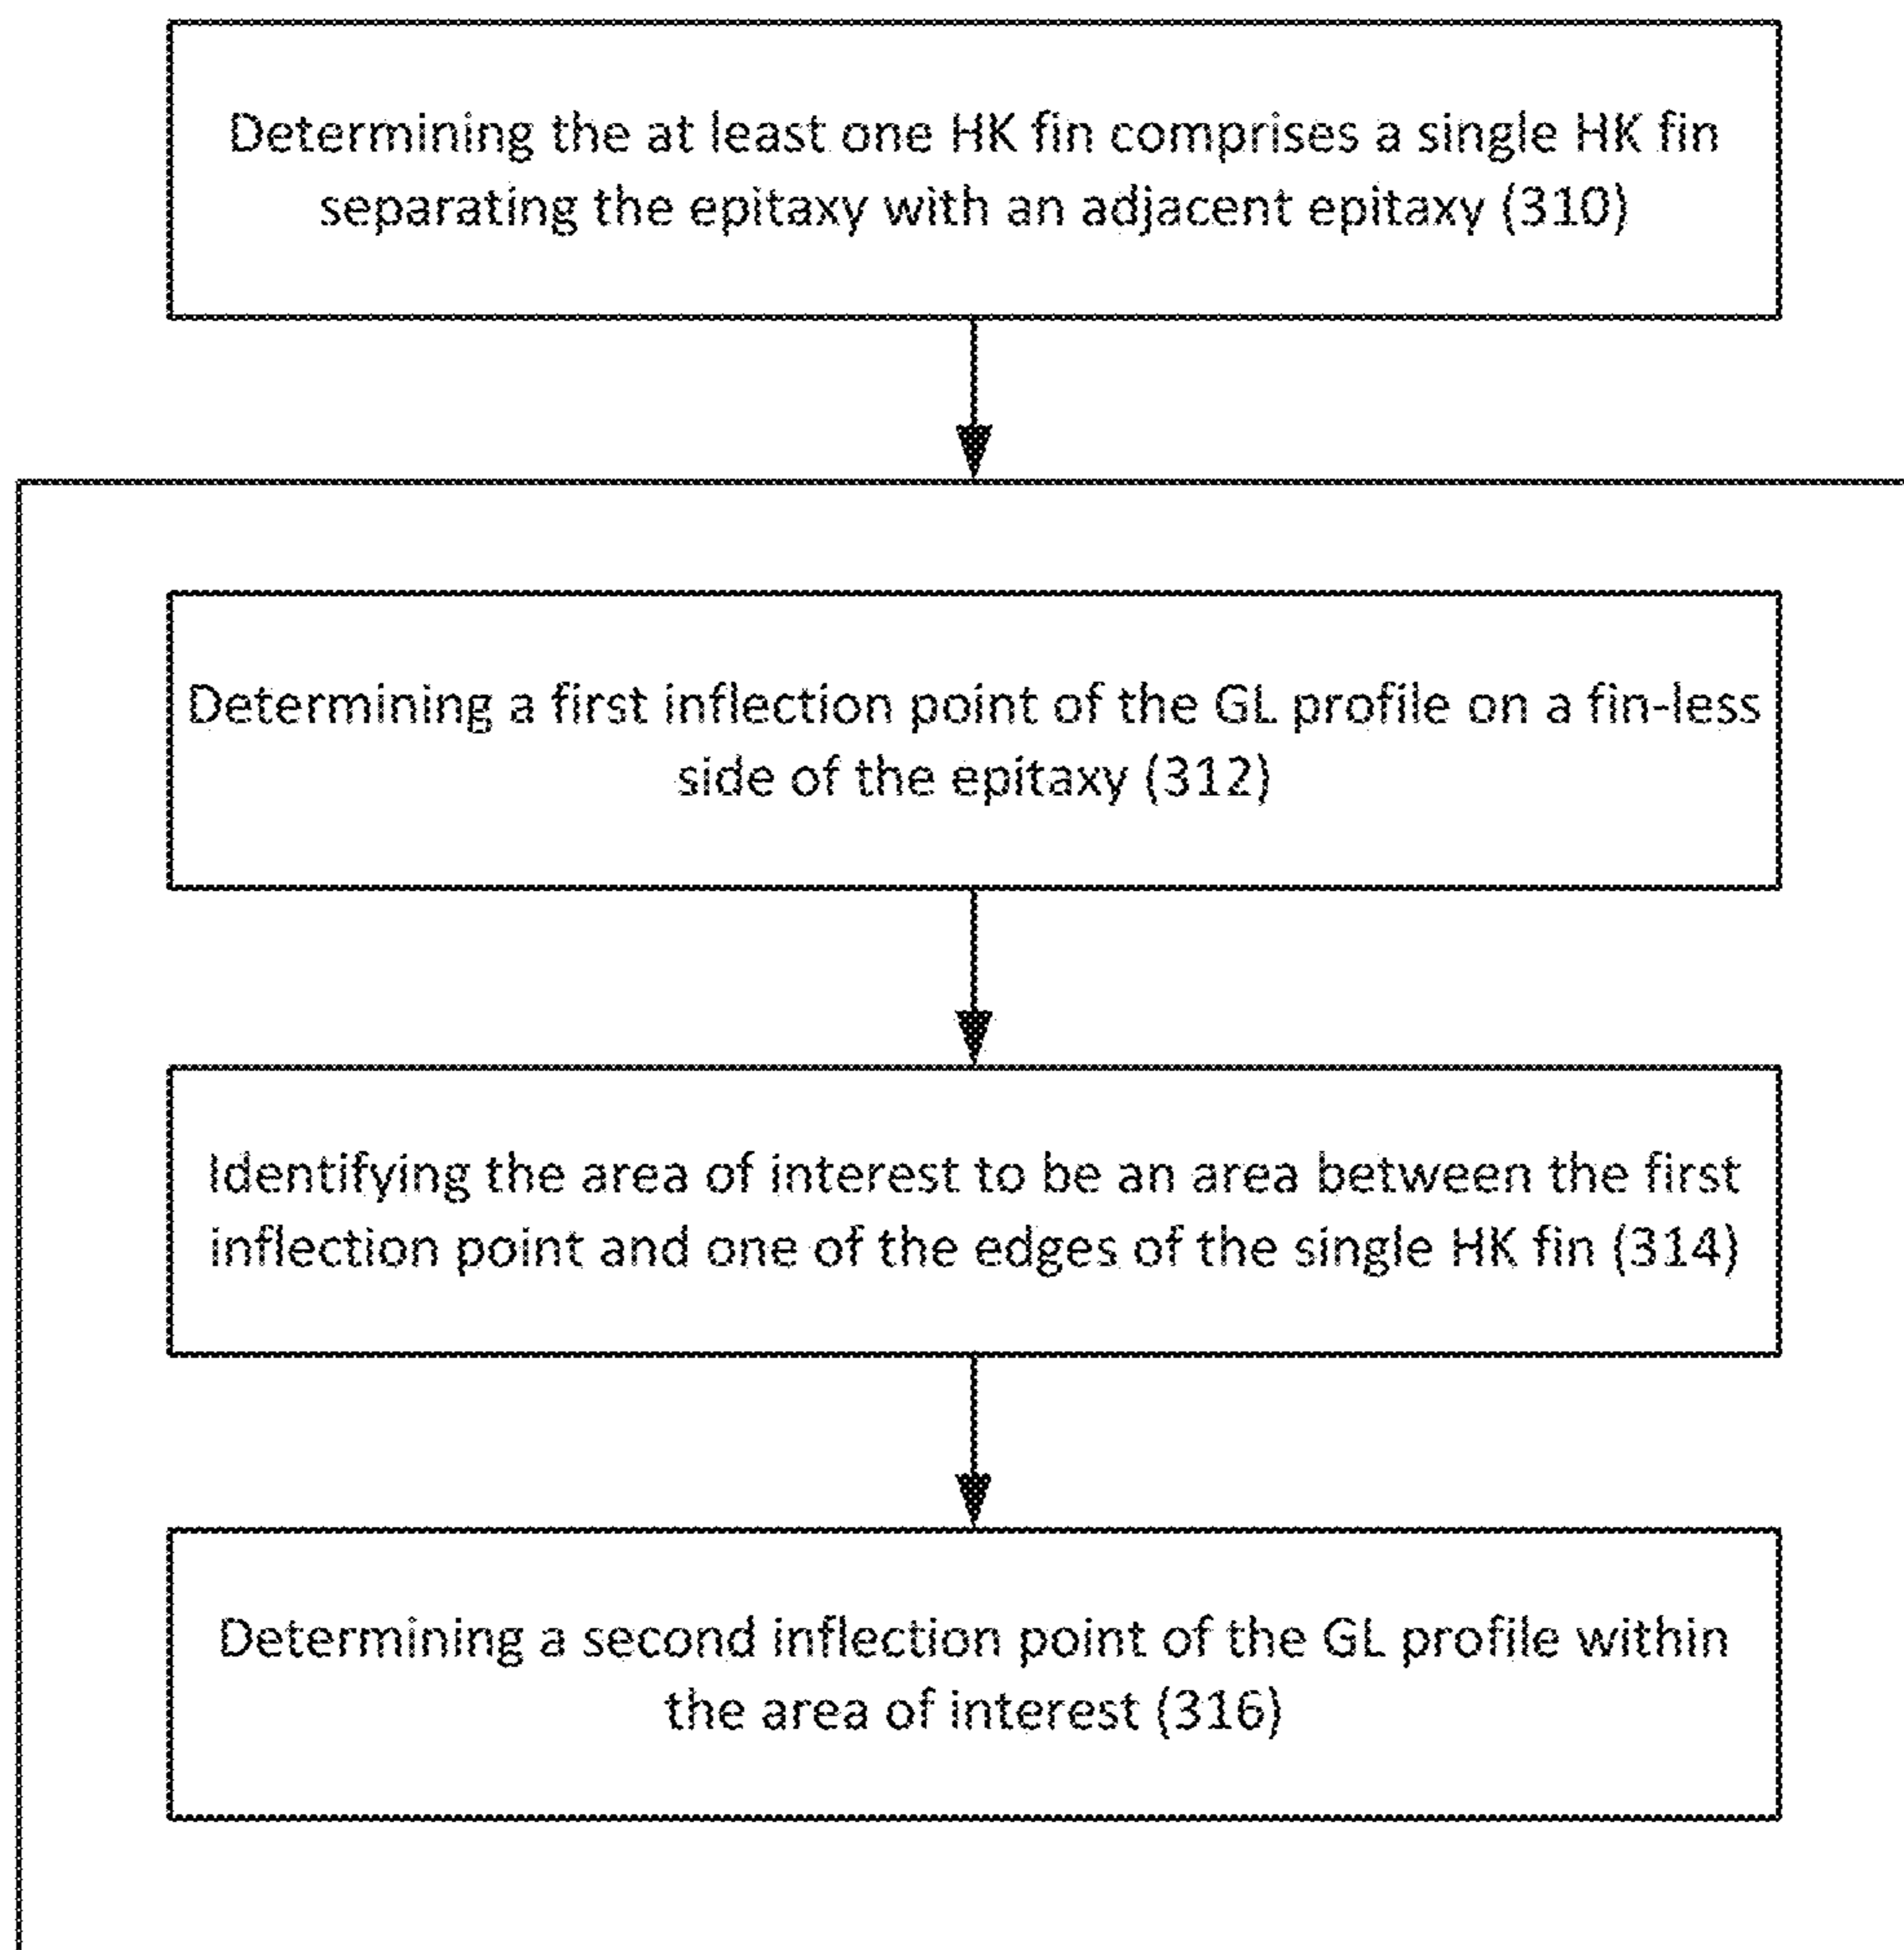 Determining the at least one HK fin comprises a single HK fin
separating the epitaxy with an adjacent epitaxy (310)
Determining a first inflection point of the GL profile on a fin-less
side of the epitaxy (312)
Identifying the area of interest to be an area between the first
inflection point and one of the edges of the single HK fin (314)
Determining a second inflection point of the GL profile within
the area of interest (316)